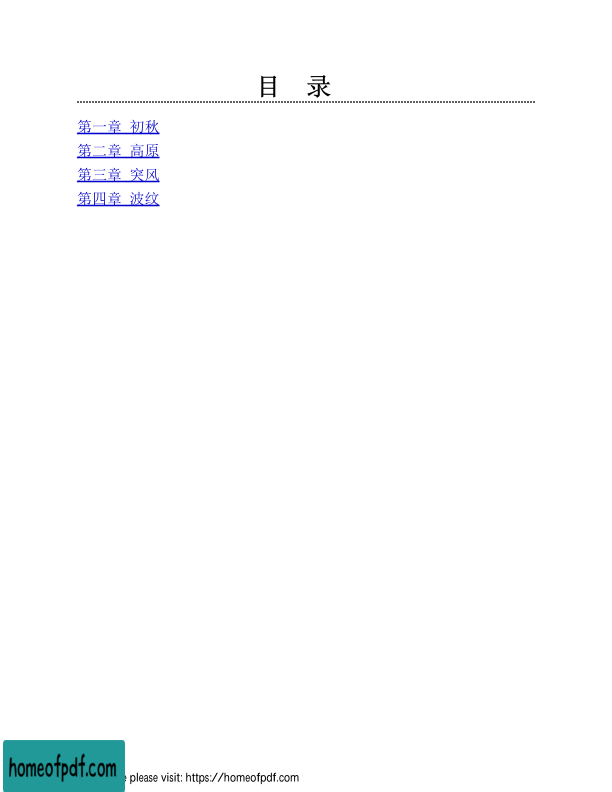 目 录
第一章 初秋
第二章 高原
第三章 突风
第四章 波纹
homeofpdf.com
please visit: https://homeofpdf.com